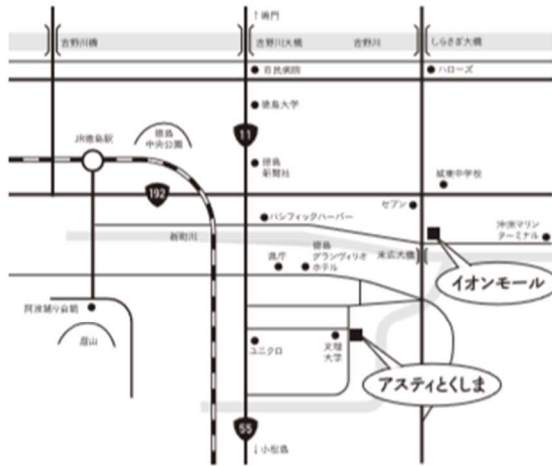 ↑鳴門
吉野川橋
吉野川大橋
吉野川
しらさぎ大橋
市民病院
ハローズ
徳島大学
JR徳島駅
徳島
中央公園
11
徳島
新聞社
192
城東中学校
セブン
パシフィックハーバー
新町川
沖洲マリン
ターミナル
県庁
徳島
グランヴィリオ
ホテル
末広大橋
イオンモール
阿波踊り会館
眉山
ユニクロ
文理
大学
アスティとくしま
55
↓小松島